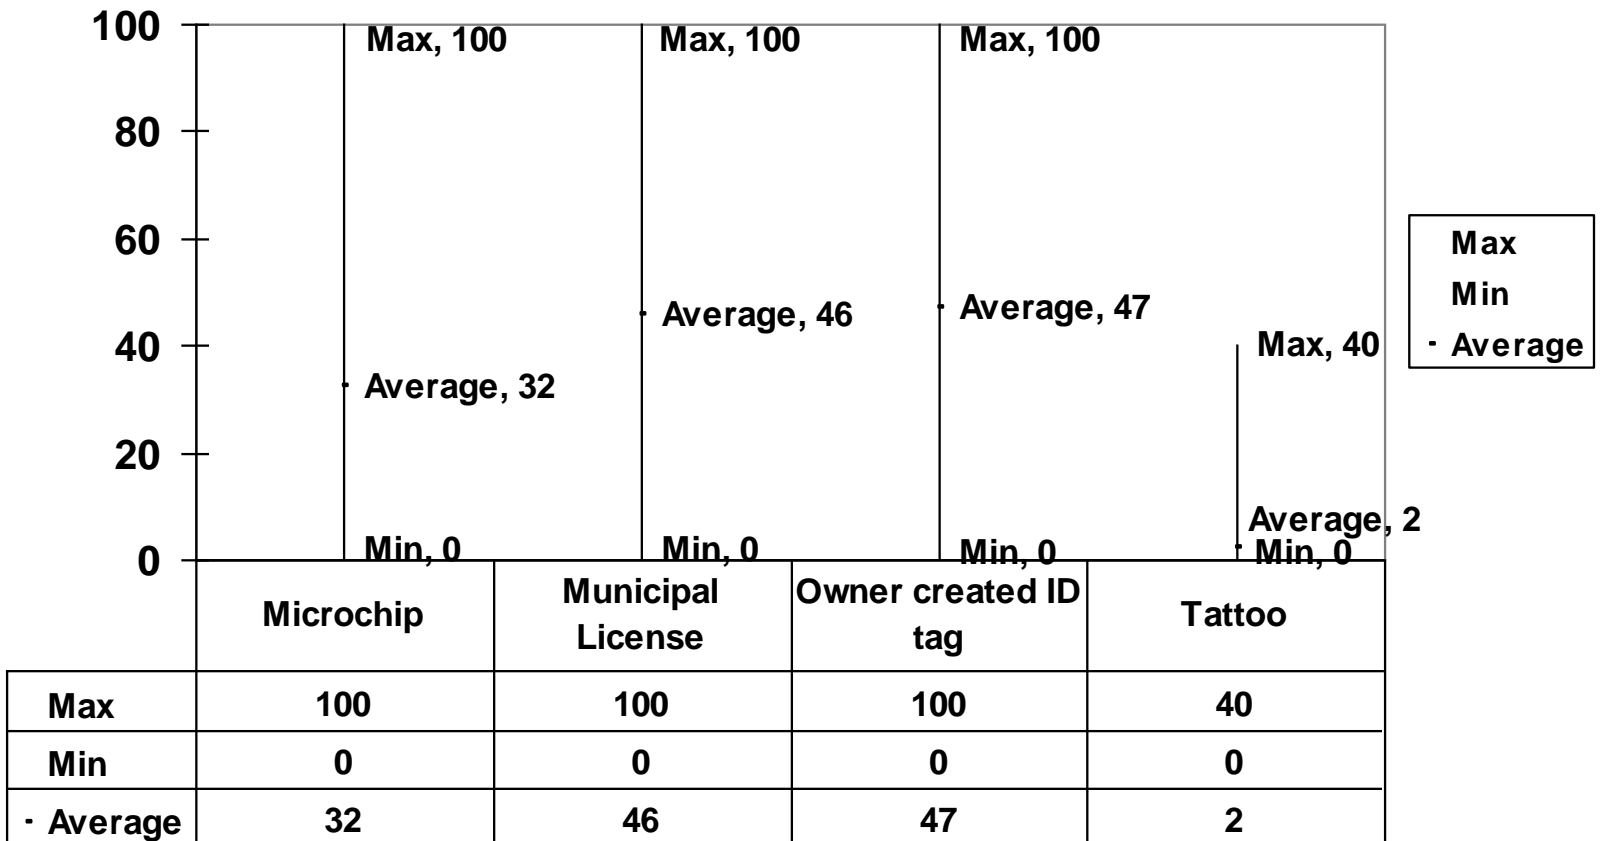 100
80
60
40
20
0
Max, 100
Max, 100
Max, 100
Average, 32
Average, 46
Average, 47
Max, 40
Average, 2
Min, 0
Min, 0
Min, 0
Min, 0
Max
Min
Average
Microchip
Municipal
License
Owner created ID
tag
Tattoo
Max 100 100 100 40
Min 0 0 0 0
Average 32 46 47 2